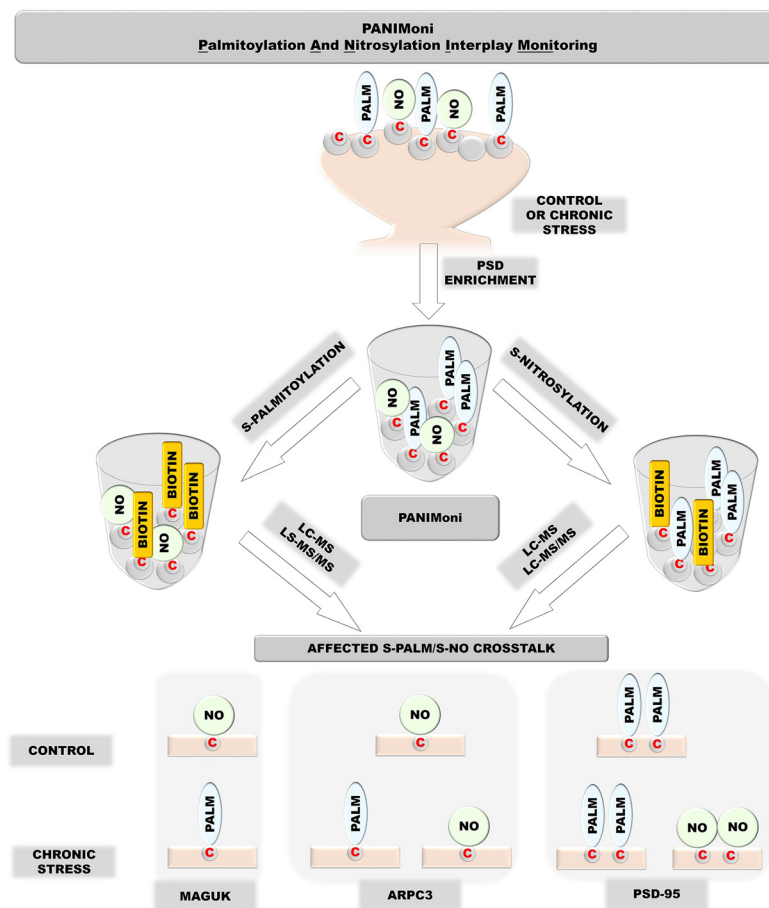 PANIMoni
Palmitoylation And Nitrosylation Interplay Monitoring
PALM
NO
PALM
NO
PALM
C
C
C
C
C
C
CONTROL
OR CHRONIC
STRESS
PSD
ENRICHMENT
S-PALMITOYLATION
S-NITROSYLATION
NO
PALM
NO
PALM
PALM
C
C
C
C
C
NO
BIOTIN
NO
BIOTIN
BIOTIN
C
C
C
C
C
BIOTIN
PALM
BIOTIN
PALM
PALM
C
C
C
C
C
PANIMoni
LC-MS
LS-MS/MS
LC-MS
LC-MS/MS
AFFECTED S-PALM/S-NO CROSSTALK
CONTROL
NO
C
NO
C
PALM
PALM
C
C
CHRONIC
STRESS
PALM
C
PALM
C
NO
C
PALM
PALM
C
C
NO
NO
C
C
MAGUK
ARPC3
PSD-95